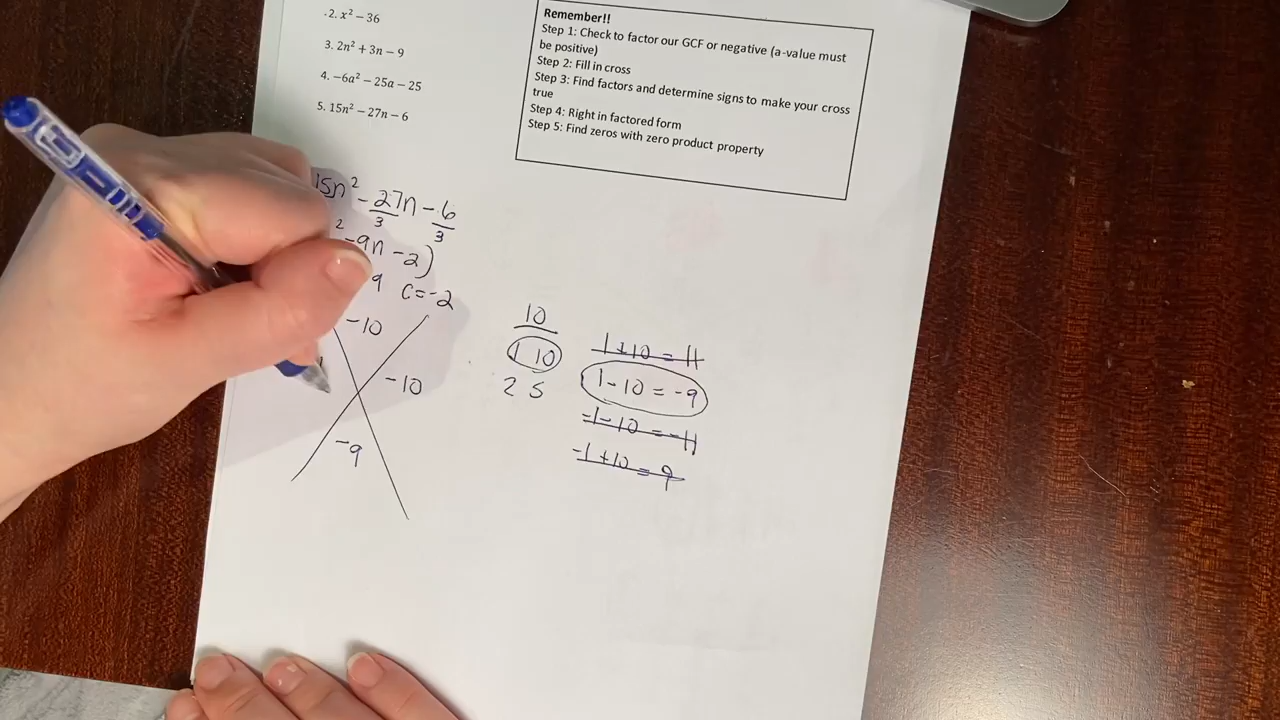 -2. x² − 36
3. 2n² + 3n − 9
4. −6a² − 25a − 25
5. 15n² − 27n − 6
Remember!!
Step 1: Check to factor our GCF or negative (a-value must
be positive)
Step 2: Fill in cross
Step 3: Find factors and determine signs to make your cross
true
Step 4: Right in factored form
Step 5: Find zeros with zero product property
15n² - 27n - 6
3 3
² -9n -2)
9 c=-2
-10
-10
-9
10
1 10
2 5
1+10=11
1-10=-9
-1-10=-11
-1+10=9